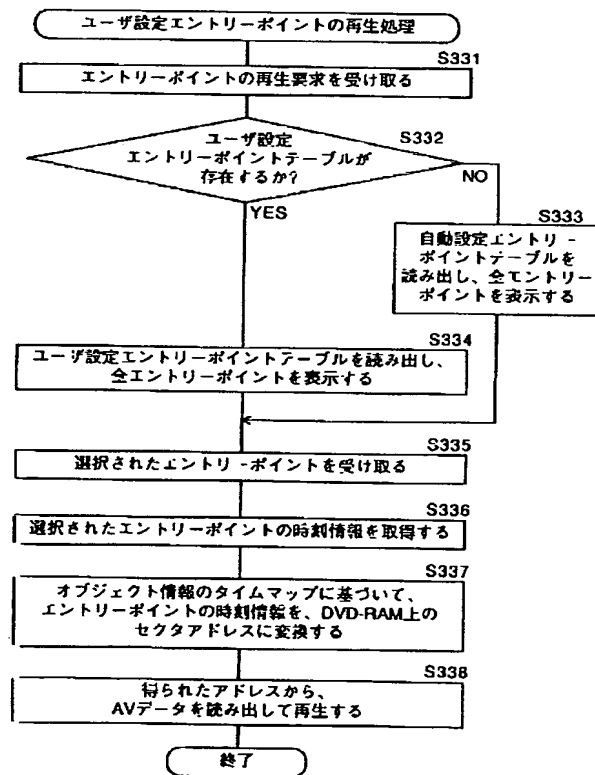 ユーザ設定エントリーポイントの再生処理
S331
エントリーポイントの再生要求を受け取る
S332
ユーザ設定
エントリーポイントテーブルが
存在するか?
NO
YES
S333
自動設定エントリ-
ポイントテーブルを
読み出し、全エントリー
ポイントを表示する
S334
ユーザ設定エントリーポイントテーブルを読み出し、
全エントリーポイントを表示する
S335
選択されたエントリ-ポイントを受け取る
S336
選択されたエントリーポイントの時刻情報を取得する
S337
オブジェクト情報のタイムマップに基づいて、
エントリーポイントの時刻情報を、DVD-RAM上の
セクタアドレスに変換する
S338
得られたアドレスから、
AVデータを読み出して再生する
終了